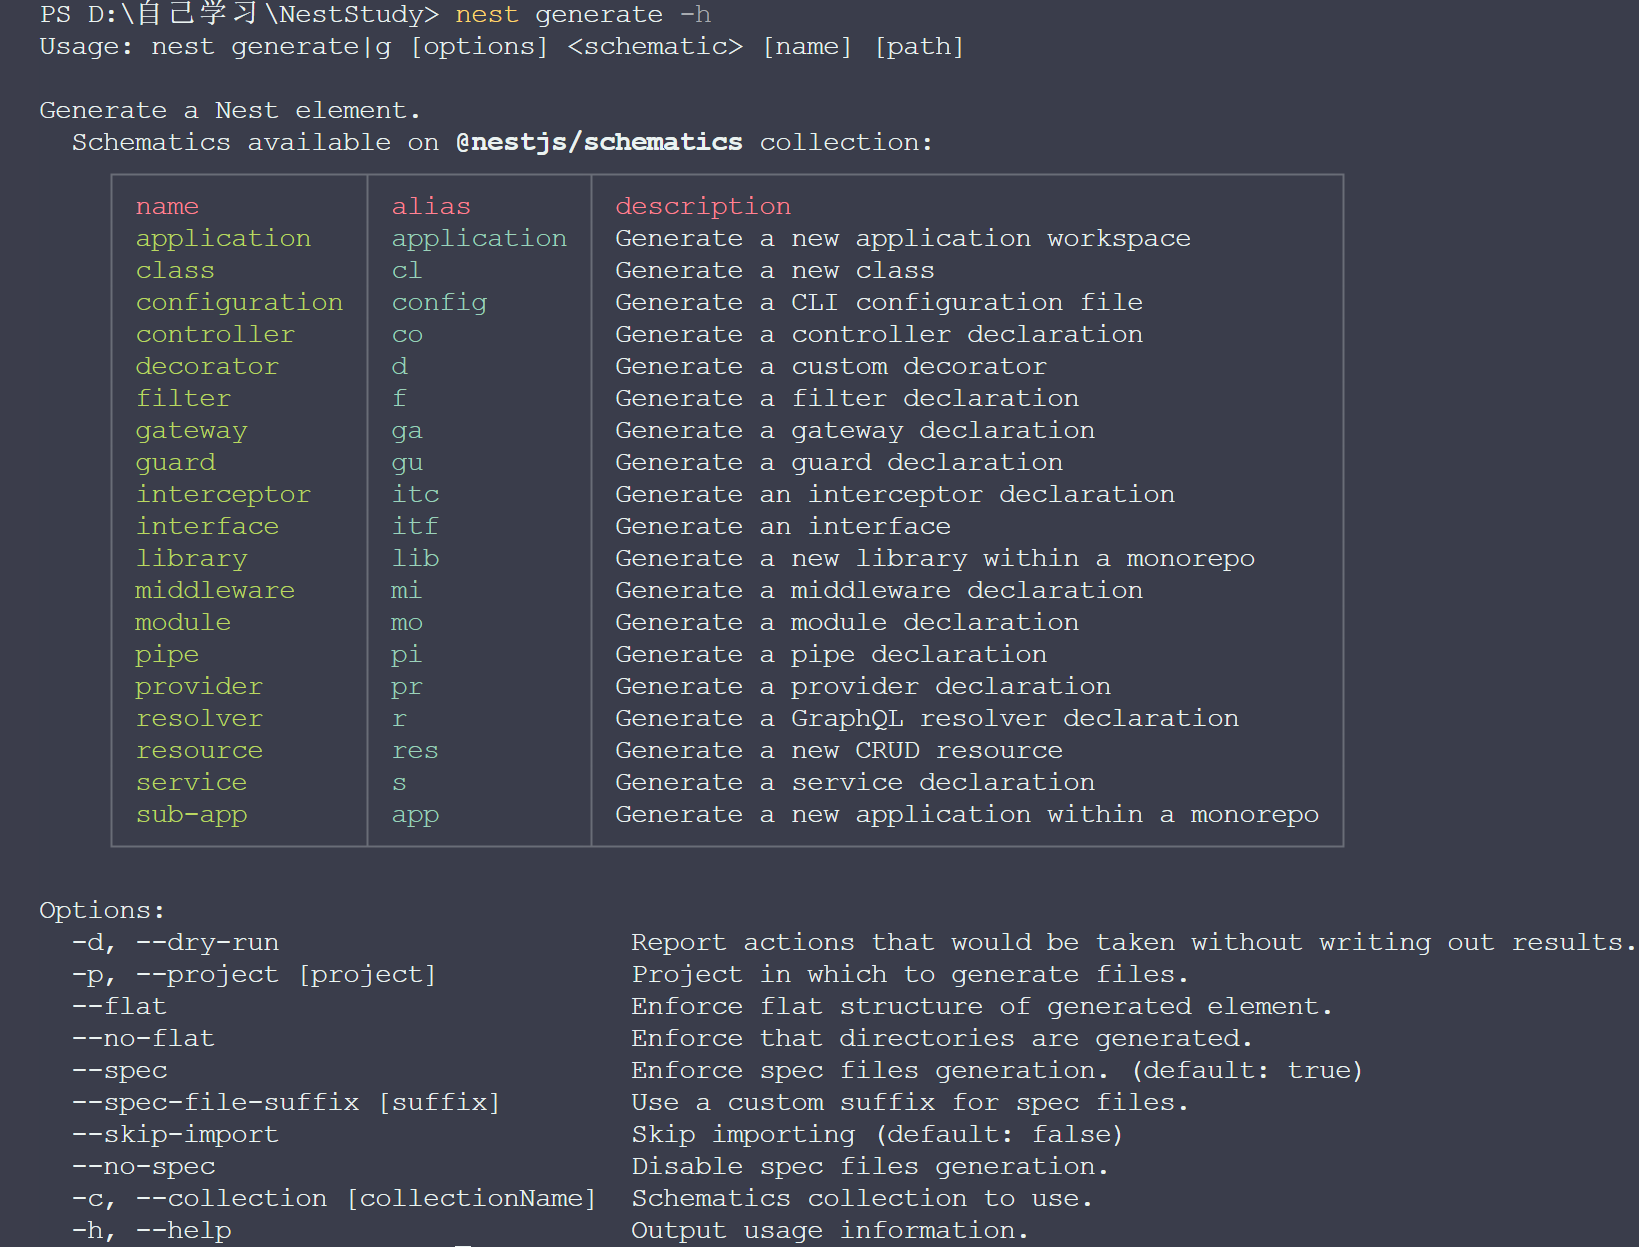 PS D:\自己学习\NestStudy> nest generate -h
Usage: nest generate|g [options] <schematic> [name] [path]
Generate a Nest element.
Schematics available on @nestjs/schematics collection:
name alias description
application application Generate a new application workspace
class cl Generate a new class
configuration config Generate a CLI configuration file
controller co Generate a controller declaration
decorator d Generate a custom decorator
filter f Generate a filter declaration
gateway ga Generate a gateway declaration
guard gu Generate a guard declaration
interceptor itc Generate an interceptor declaration
interface itf Generate an interface
library lib Generate a new library within a monorepo
middleware mi Generate a middleware declaration
module mo Generate a module declaration
pipe pi Generate a pipe declaration
provider pr Generate a provider declaration
resolver r Generate a GraphQL resolver declaration
resource res Generate a new CRUD resource
service s Generate a service declaration
sub-app app Generate a new application within a monorepo
Options:
-d, --dry-run Report actions that would be taken without writing out results.
-p, --project [project] Project in which to generate files.
--flat Enforce flat structure of generated element.
--no-flat Enforce that directories are generated.
--spec Enforce spec files generation. (default: true)
--spec-file-suffix [suffix] Use a custom suffix for spec files.
--skip-import Skip importing (default: false)
--no-spec Disable spec files generation.
-c, --collection [collectionName] Schematics collection to use.
-h, --help Output usage information.